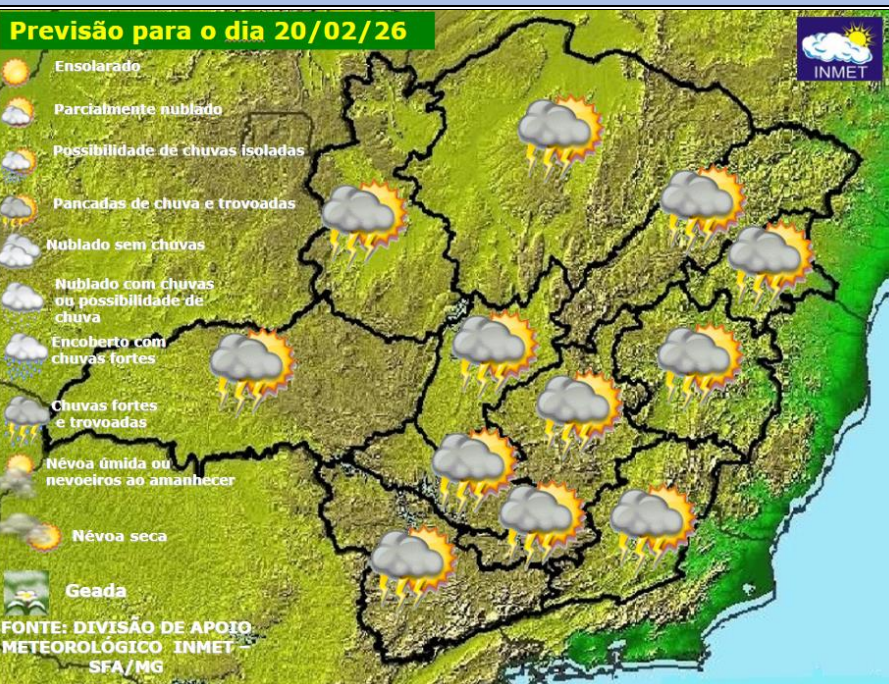 Previsão para o dia 20/02/26
INMET
Ensolarado
Parcialmente nublado
Possibilidade de chuvas isoladas
Pancadas de chuva e trovoadas
Nublado sem chuvas
Nublado com chuvas
ou possibilidade de
chuva
Encoberto com
chuvas fortes
Chuvas fortes
e trovoadas
Névoa úmida ou
nevoeiros ao amanhecer
Névoa seca
Geada
FONTE: DIVISÃO DE APOIO
METEOROLÓGICO INMET –
SFA/MG